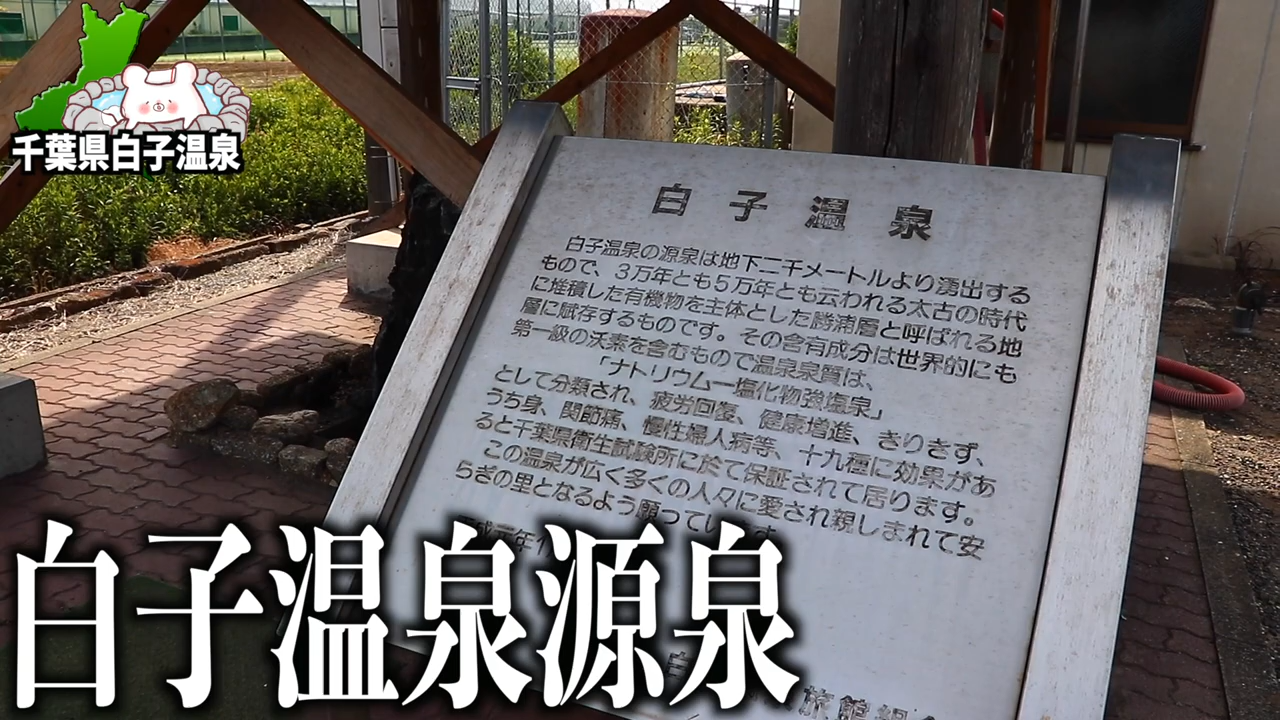 千葉県白子温泉
白子温泉
白子温泉の源泉は地下二千メートルより湧出する
もので、3万年とも5万年とも云われる太古の時代
に堆積した有機物を主体とした勝浦層と呼ばれる地
層に賦存するものです。その含有成分は世界的にも
第一級の沃素を含むもので温泉泉質は、
「ナトリウム一塩化物強塩泉」
として分類され、疲労回復、健康増進、きりきず、
うち身、関節痛、慢性婦人病等、十九種に効果があ
ると千葉県衛生試験所に於て保証されて居ります。
この温泉が広く多くの人々に愛され親しまれて安
らぎの里となるよう願っています
成元年
白
旅館組
白子温泉源泉